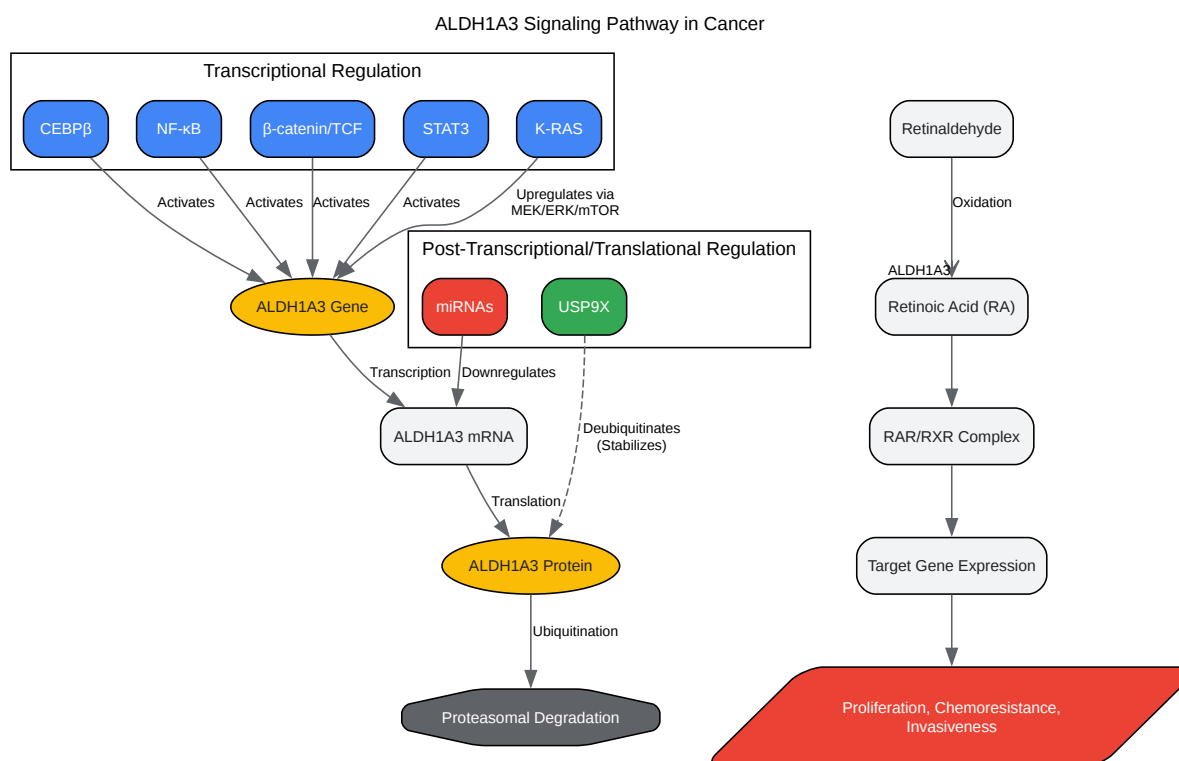 ALDH1A3 Signaling Pathway in Cancer
Transcriptional Regulation
CEBPβ
NF-κB
β-catenin/TCF
STAT3
K-RAS
Retinaldehyde
Activates
Activates
Activates
Activates
Upregulates via
MEK/ERK/mTOR
Oxidation
Post-Transcriptional/Translational Regulation
ALDH1A3
ALDH1A3 Gene
miRNAs
USP9X
Retinoic Acid (RA)
Transcription
Downregulates
Deubiquitinates
(Stabilizes)
ALDH1A3 mRNA
RAR/RXR Complex
Translation
ALDH1A3 Protein
Target Gene Expression
Ubiquitination
Proteasomal Degradation
Proliferation, Chemoresistance,
Invasiveness